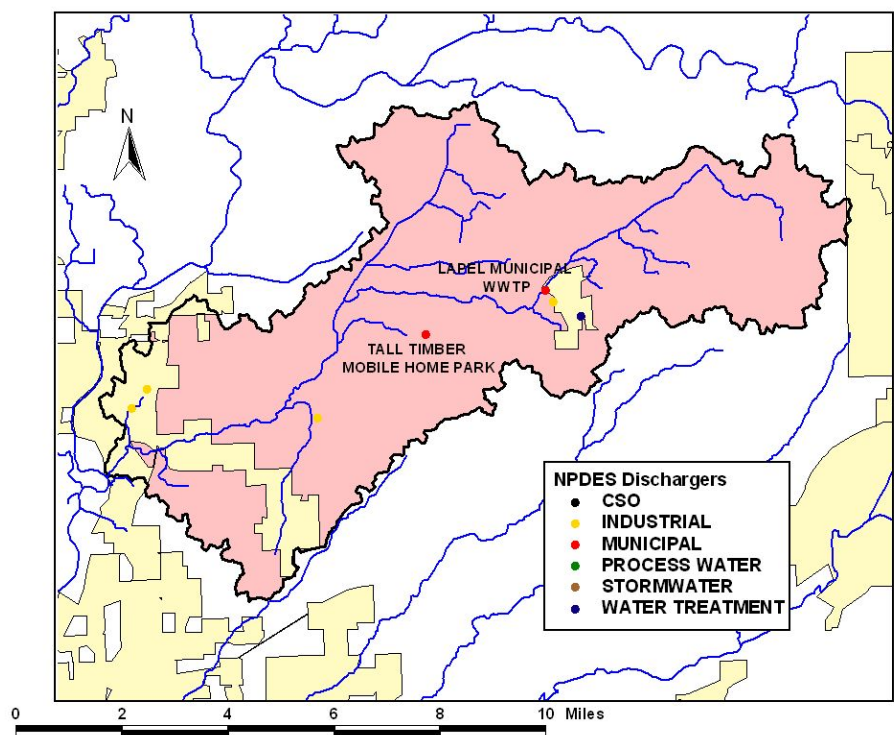 N
LAPEL MUNICIPAL
WWTP
TALL TIMBER
MOBILE HOME PARK
NPDES Dischargers
CSO
INDUSTRIAL
MUNICIPAL
PROCESS WATER
STORMWATER
WATER TREATMENT
0 2 4 6 8 10 Miles